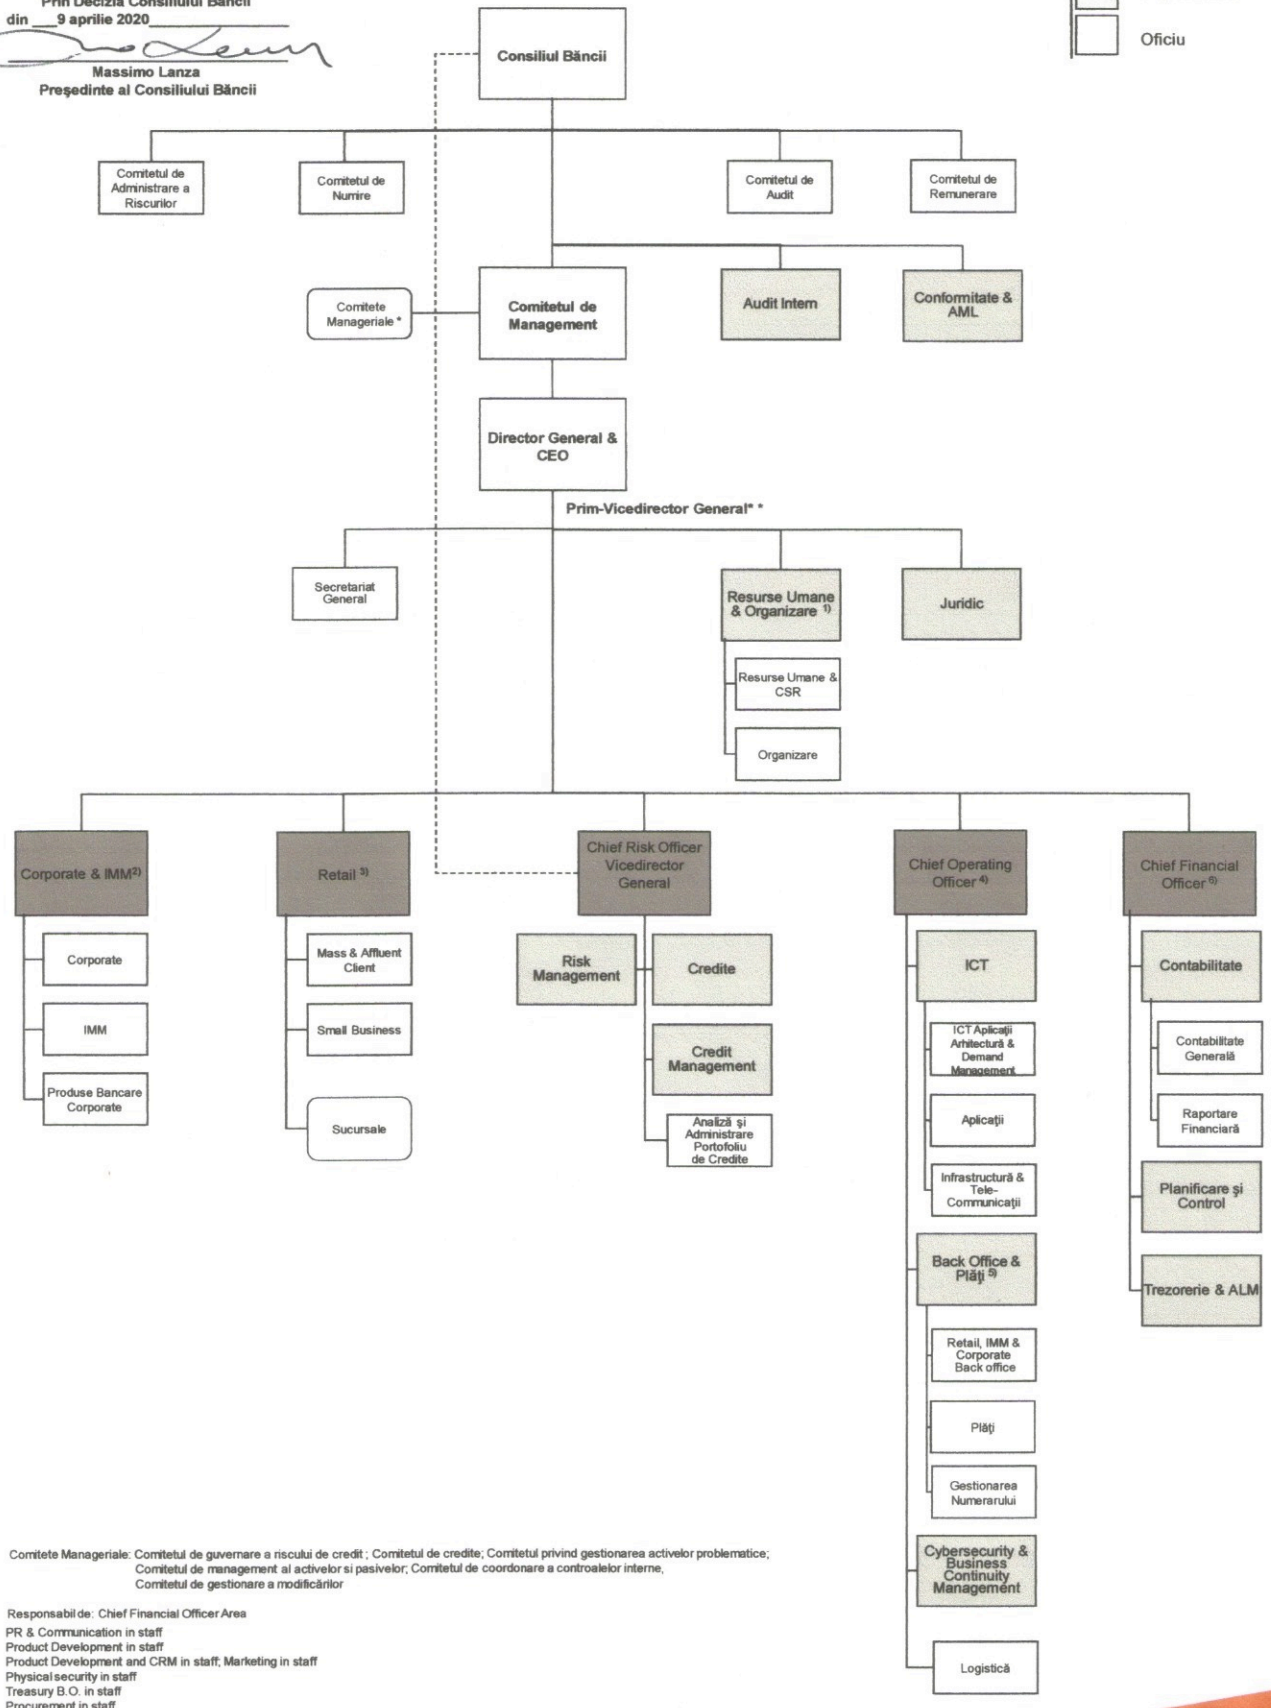 Prin Decizia Consiliului Băncii
din 9 aprilie 2020
Massimo Lanza
Preşedinte al Consiliului Băncii
Oficiu
Consiliul Băncii
Comitetul de
Administrare a
Riscurilor
Comitetul de
Numire
Comitetul de
Audit
Comitetul de
Remunerare
Comitete
Manageriale *
Comitetul de
Management
Audit Intern
Conformitate &
AML
Director General &
CEO
Prim-Vicedirector General* *
Secretariat
General
Resurse Umane
& Organizare 1)
Juridic
Resurse Umane &
CSR
Organizare
Corporate & IMM2)
Retail 3)
Chief Risk Officer
Vicedirector
General
Chief Operating
Officer 4)
Chief Financial
Officer 6)
Corporate
IMM
Produse Bancare
Corporate
Mass & Affluent
Client
Small Business
Sucursale
Risk
Management
Credite
Credit
Management
Analiză şi
Administrare
Portofoliu
de Credite
ICT
ICT Aplicaţii
Arhitectură &
Demand
Management
Aplicaţii
Infrastructură &
Tele-
Communicaţii
Back Office &
Plăţi 5)
Retail, IMM &
Corporate
Back office
Plăţi
Gestionarea
Numerarului
Cybersecurity &
Business
Continuity
Management
Logistică
Contabilitate
Contabilitate
Generală
Raportare
Financiară
Planificare şi
Control
Trezorerie & ALM
Comitete Manageriale: Comitetul de guvernare a riscului de credit ; Comitetul de credite; Comitetul privind gestionarea activelor problematice;
Comitetul de management al activelor si pasivelor; Comitetul de coordonare a controalelor interne,
Comitetul de gestionare a modificărilor
Responsabil de: Chief Financial Officer Area
PR & Communication in staff
Product Development in staff
Product Development and CRM in staff; Marketing in staff
Physical security in staff
Treasury B.O. in staff
Procurement in staff